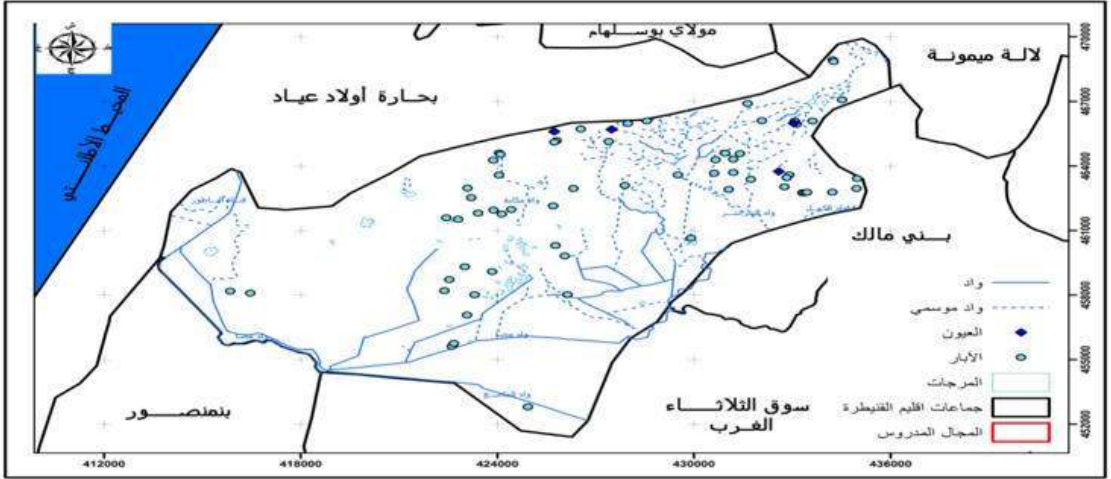 مولاي بوسلهام
لالة ميمونة
بحارة أولاد عياد
المحيط الأطلنتي
بني مالك
واد
واد موسمي
العيون
الآبار
المرجات
جماعات اقليم القنيطرة
المجال المدروس
سوق الثلاثاء
الغرب
بنمنصور
470000
467000
464000
461000
458000
455000
452000
412000
418000
424000
430000
436000